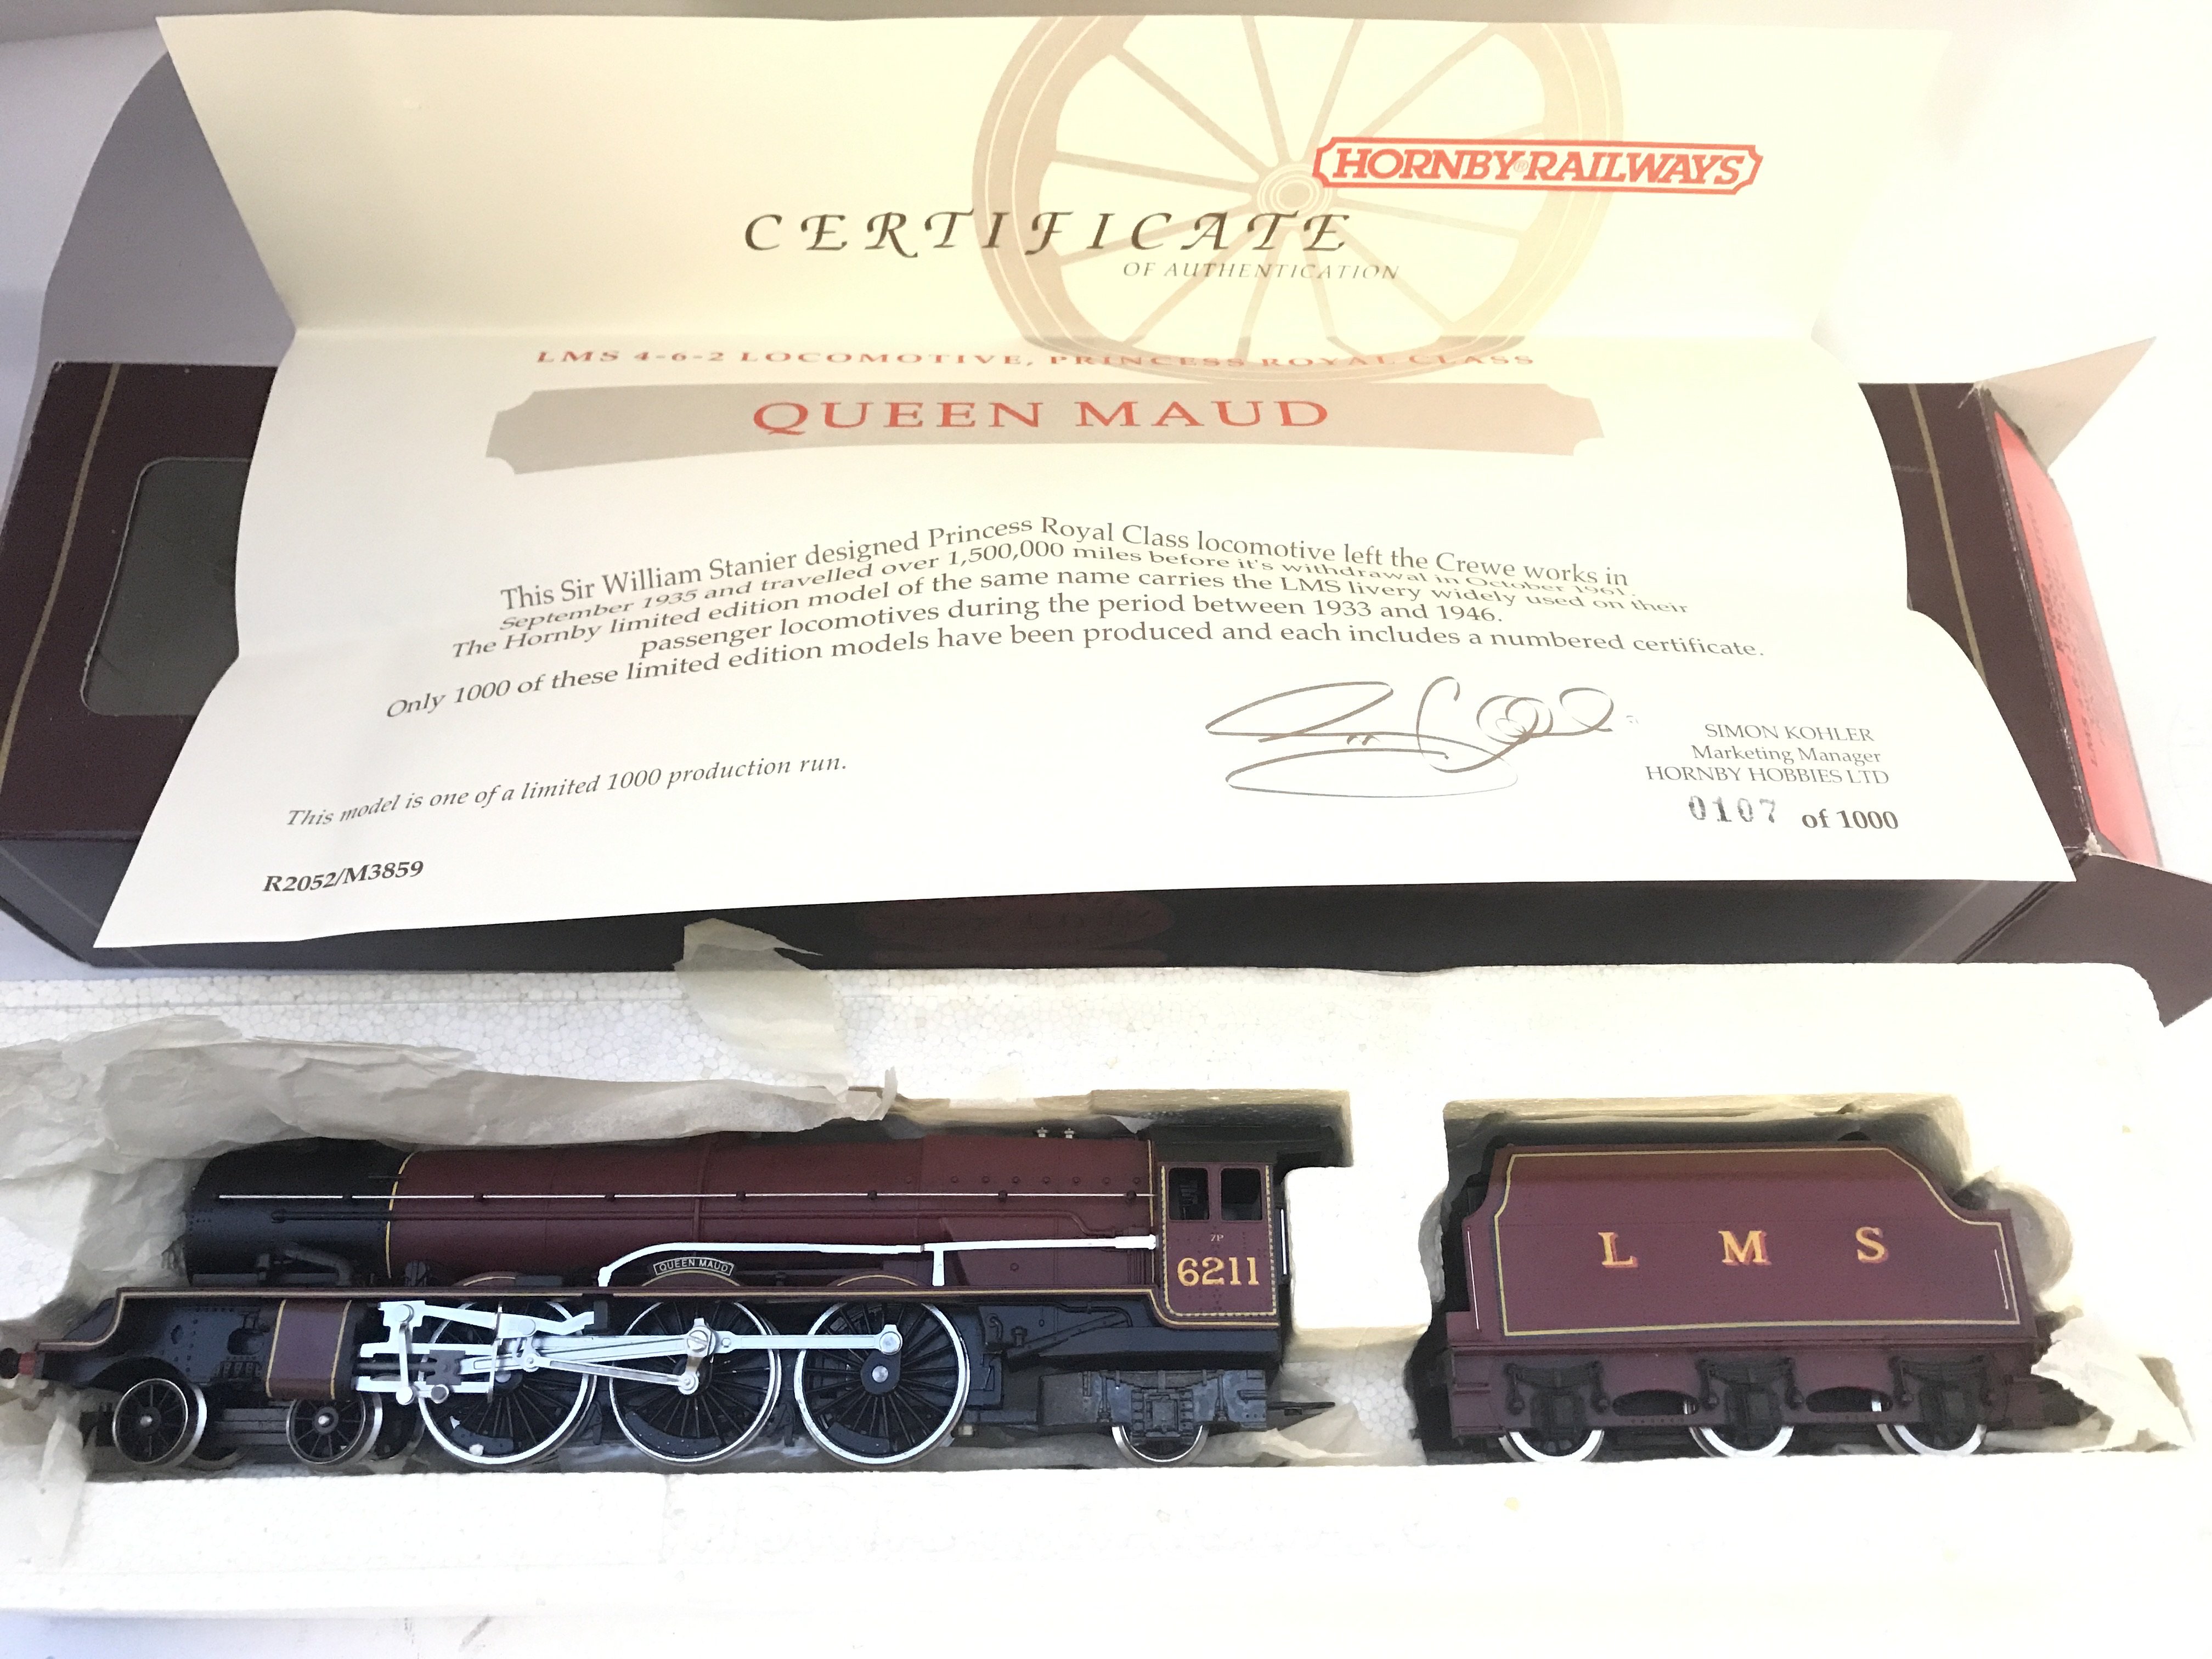 HORNBY®RAILWAYS
CERTIFICATE
OF AUTHENTICATION
LMS 4-6-2 LOCOMOTIVE, PRINCESS ROYAL CLASS
QUEEN MAUD
This Sir William Stanier designed Princess Royal Class locomotive left the Crewe works in
September 1935 and travelled over 1,500,000 miles before it's withdrawal in October 1961.
The Hornby limited edition model of the same name carries the LMS livery widely used on their
passenger locomotives during the period between 1933 and 1946.
Only 1000 of these limited edition models have been produced and each includes a numbered certificate.
SIMON KOHLER
Marketing Manager
HORNBY HOBBIES LTD
0107 of 1000
This model is one of a limited 1000 production run.
R2052/M3859
QUEEN MAUD
7P
6211
L M S